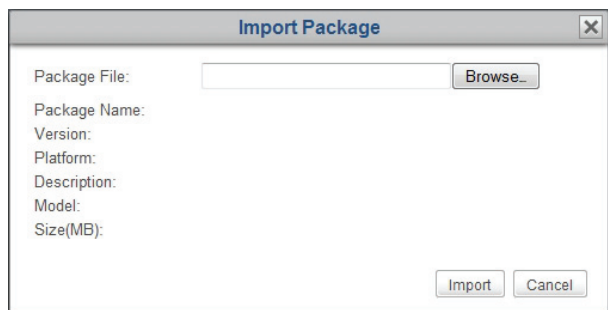 Import Package
Package File:
Browse...
Package Name:
Version:
Platform:
Description:
Model:
Size(MB):
Import
Cancel